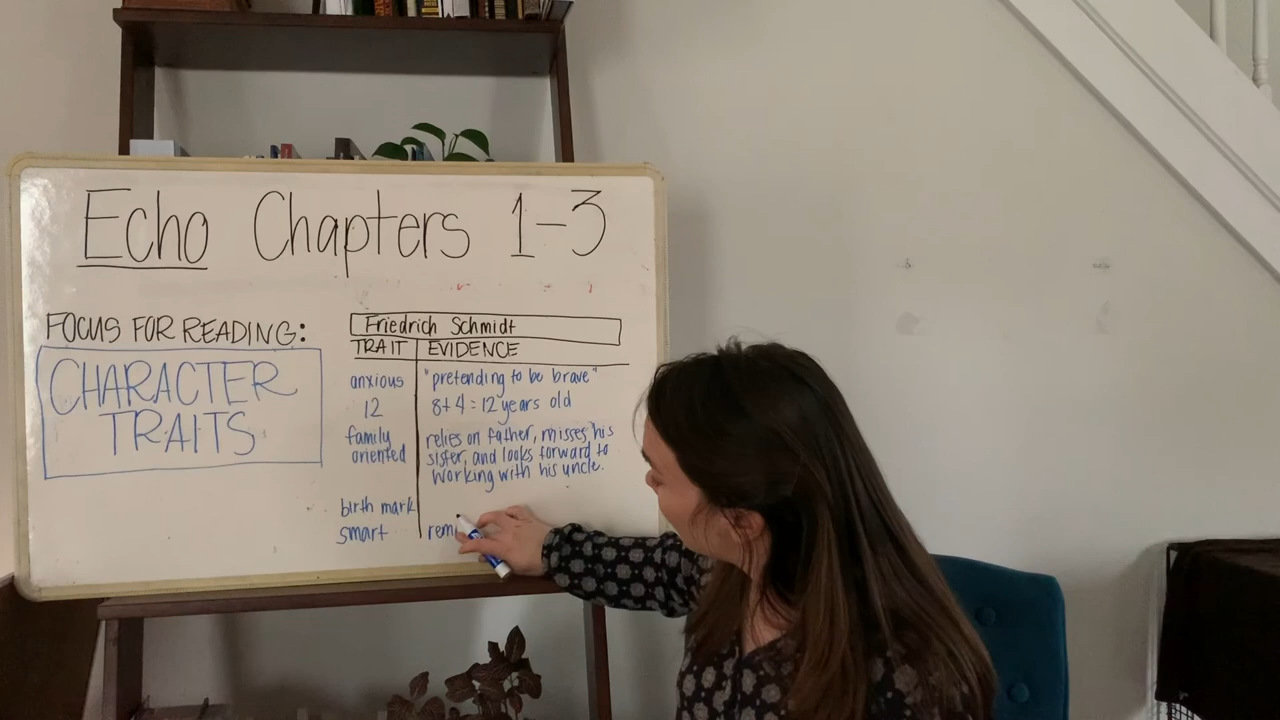 Echo Chapters 1-3
FOCUS FOR READING:
CHARACTER
TRAITS
Friedrich Schmidt
TRAIT EVIDENCE
anxious "pretending to be brave"
12 8+4=12 years old
family oriented
relies on father, misses his
sister, and looks forward to
working with his uncle.
birth mark
smart